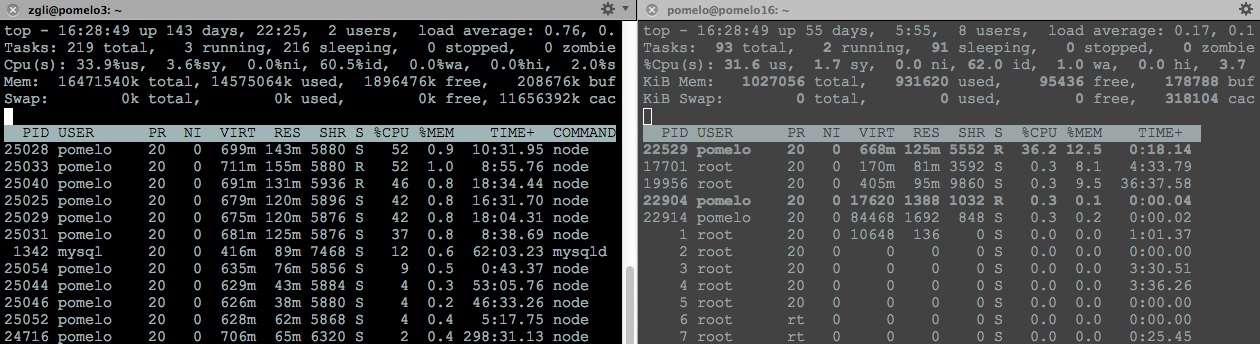 zgli@pomelo3: ~
top - 16:28:49 up 143 days, 22:25,  2 users,  load average: 0.76, 0.
Tasks: 219 total,   3 running, 216 sleeping,   0 stopped,   0 zombie
Cpu(s): 33.9%us,  3.6%sy,  0.0%ni, 60.5%id,  0.0%wa,  0.0%hi,  2.0%s
Mem:  16471540k total, 14575064k used,  1896476k free,   208676k buf
Swap:        0k total,        0k used,        0k free, 11656392k cac
PID USER      PR  NI  VIRT  RES  SHR S %CPU %MEM    TIME+  COMMAND
25028 pomelo    20   0  699m 143m 5880 S   52  0.9  10:31.95 node
25033 pomelo    20   0  711m 155m 5880 R   52  1.0   8:55.76 node
25040 pomelo    20   0  691m 131m 5936 R   46  0.8  18:34.44 node
25025 pomelo    20   0  679m 120m 5896 S   42  0.8  16:31.70 node
25029 pomelo    20   0  675m 120m 5876 S   42  0.8  18:04.31 node
25031 pomelo    20   0  681m 125m 5876 S   37  0.8   8:38.69 node
1342 mysql     20   0  416m  89m 7468 S   12  0.6  62:03.23 mysqld
25054 pomelo    20   0  635m  76m 5856 S    9  0.5   0:43.37 node
25044 pomelo    20   0  629m  43m 5884 S    4  0.3  53:05.76 node
25046 pomelo    20   0  626m  38m 5880 S    4  0.2  46:33.26 node
25052 pomelo    20   0  628m  62m 5868 S    4  0.4   5:17.75 node
24716 pomelo    20   0  706m  65m 6320 S    2  0.4 298:31.13 node
pomelo@pomelo16: ~
top - 16:28:49 up 55 days,  5:55,  8 users,  load average: 0.17, 0.1
Tasks:  93 total,   2 running,  91 sleeping,   0 stopped,   0 zombie
%Cpu(s): 31.6 us,  1.7 sy,  0.0 ni, 62.0 id,  1.0 wa,  0.0 hi,  3.7
KiB Mem:   1027056 total,   931620 used,    95436 free,   178788 buf
KiB Swap:        0 total,        0 used,        0 free,   318104 cac
PID USER      PR  NI  VIRT  RES  SHR S  %CPU %MEM    TIME+
22529 pomelo    20   0  668m 125m 5552 R  36.2 12.5   0:18.14
17701 root      20   0  170m  81m 3592 S   0.3  8.1   4:33.79
19956 root      20   0  405m  95m 9860 S   0.3  9.5  36:37.58
22904 pomelo    20   0 17620 1388 1032 R   0.3  0.1   0:00.04
22914 pomelo    20   0 84468 1692  848 S   0.3  0.2   0:00.02
1 root      20   0 10648  136    0 S   0.0  0.0   1:01.37
2 root      20   0     0    0    0 S   0.0  0.0   0:00.00
3 root      20   0     0    0    0 S   0.0  0.0   3:30.51
4 root      20   0     0    0    0 S   0.0  0.0   3:36.26
5 root      20   0     0    0    0 S   0.0  0.0   0:00.00
6 root      rt   0     0    0    0 S   0.0  0.0   0:00.00
7 root      rt   0     0    0    0 S   0.0  0.0   0:25.45